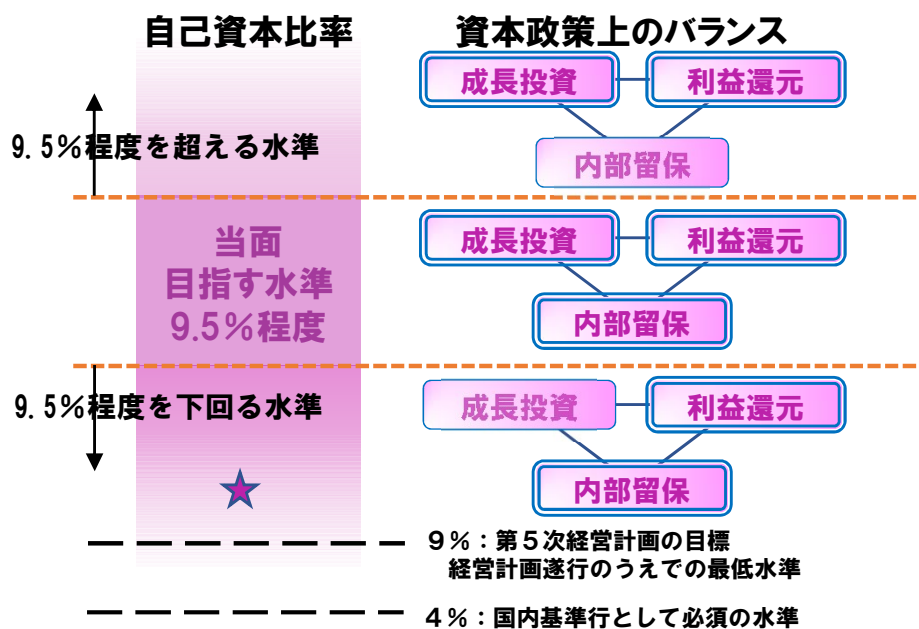 自己資本比率
資本政策上のバランス
成長投資
利益還元
内部留保
9.5％程度を超える水準
当面
目指す水準
9.5％程度
成長投資
利益還元
内部留保
9.5％程度を下回る水準
成長投資
利益還元
内部留保
９％：第５次経営計画の目標
経営計画遂行のうえでの最低水準
４％：国内基準行として必須の水準